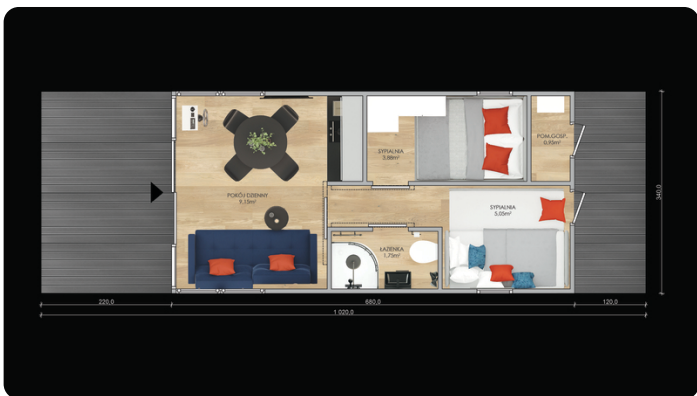 SYPIALNIA
3.88m²
POM.GOSP.
0.95m²
POKÓJ DZIENNY
9.15m²
SYPIALNIA
5.05m²
ŁAZIENKA
1.75m²
340,0
220,0
680,0
120,0
1 020,0